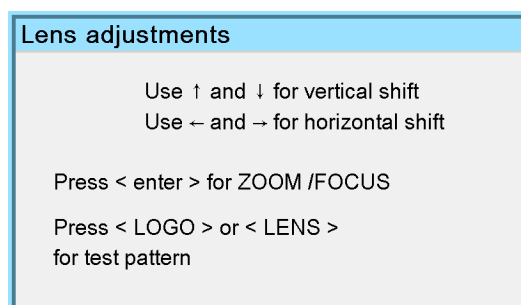 Lens adjustments
Use ↑ and ↓ for vertical shift
Use ← and → for horizontal shift
Press < enter > for ZOOM /FOCUS
Press < LOGO > or < LENS >
for test pattern